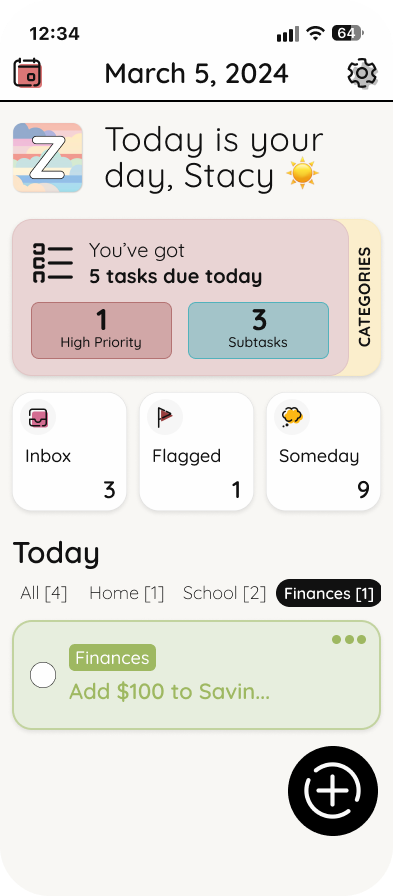 12:34
64
March 5, 2024
Z
Today is your
day, Stacy ☀️
You've got
5 tasks due today
1
High Priority
3
Subtasks
CATEGORIES
Inbox
3
Flagged
1
Someday
9
Today
All [4] Home [1] School [2] Finances [1]
Finances
Add $100 to Savin...